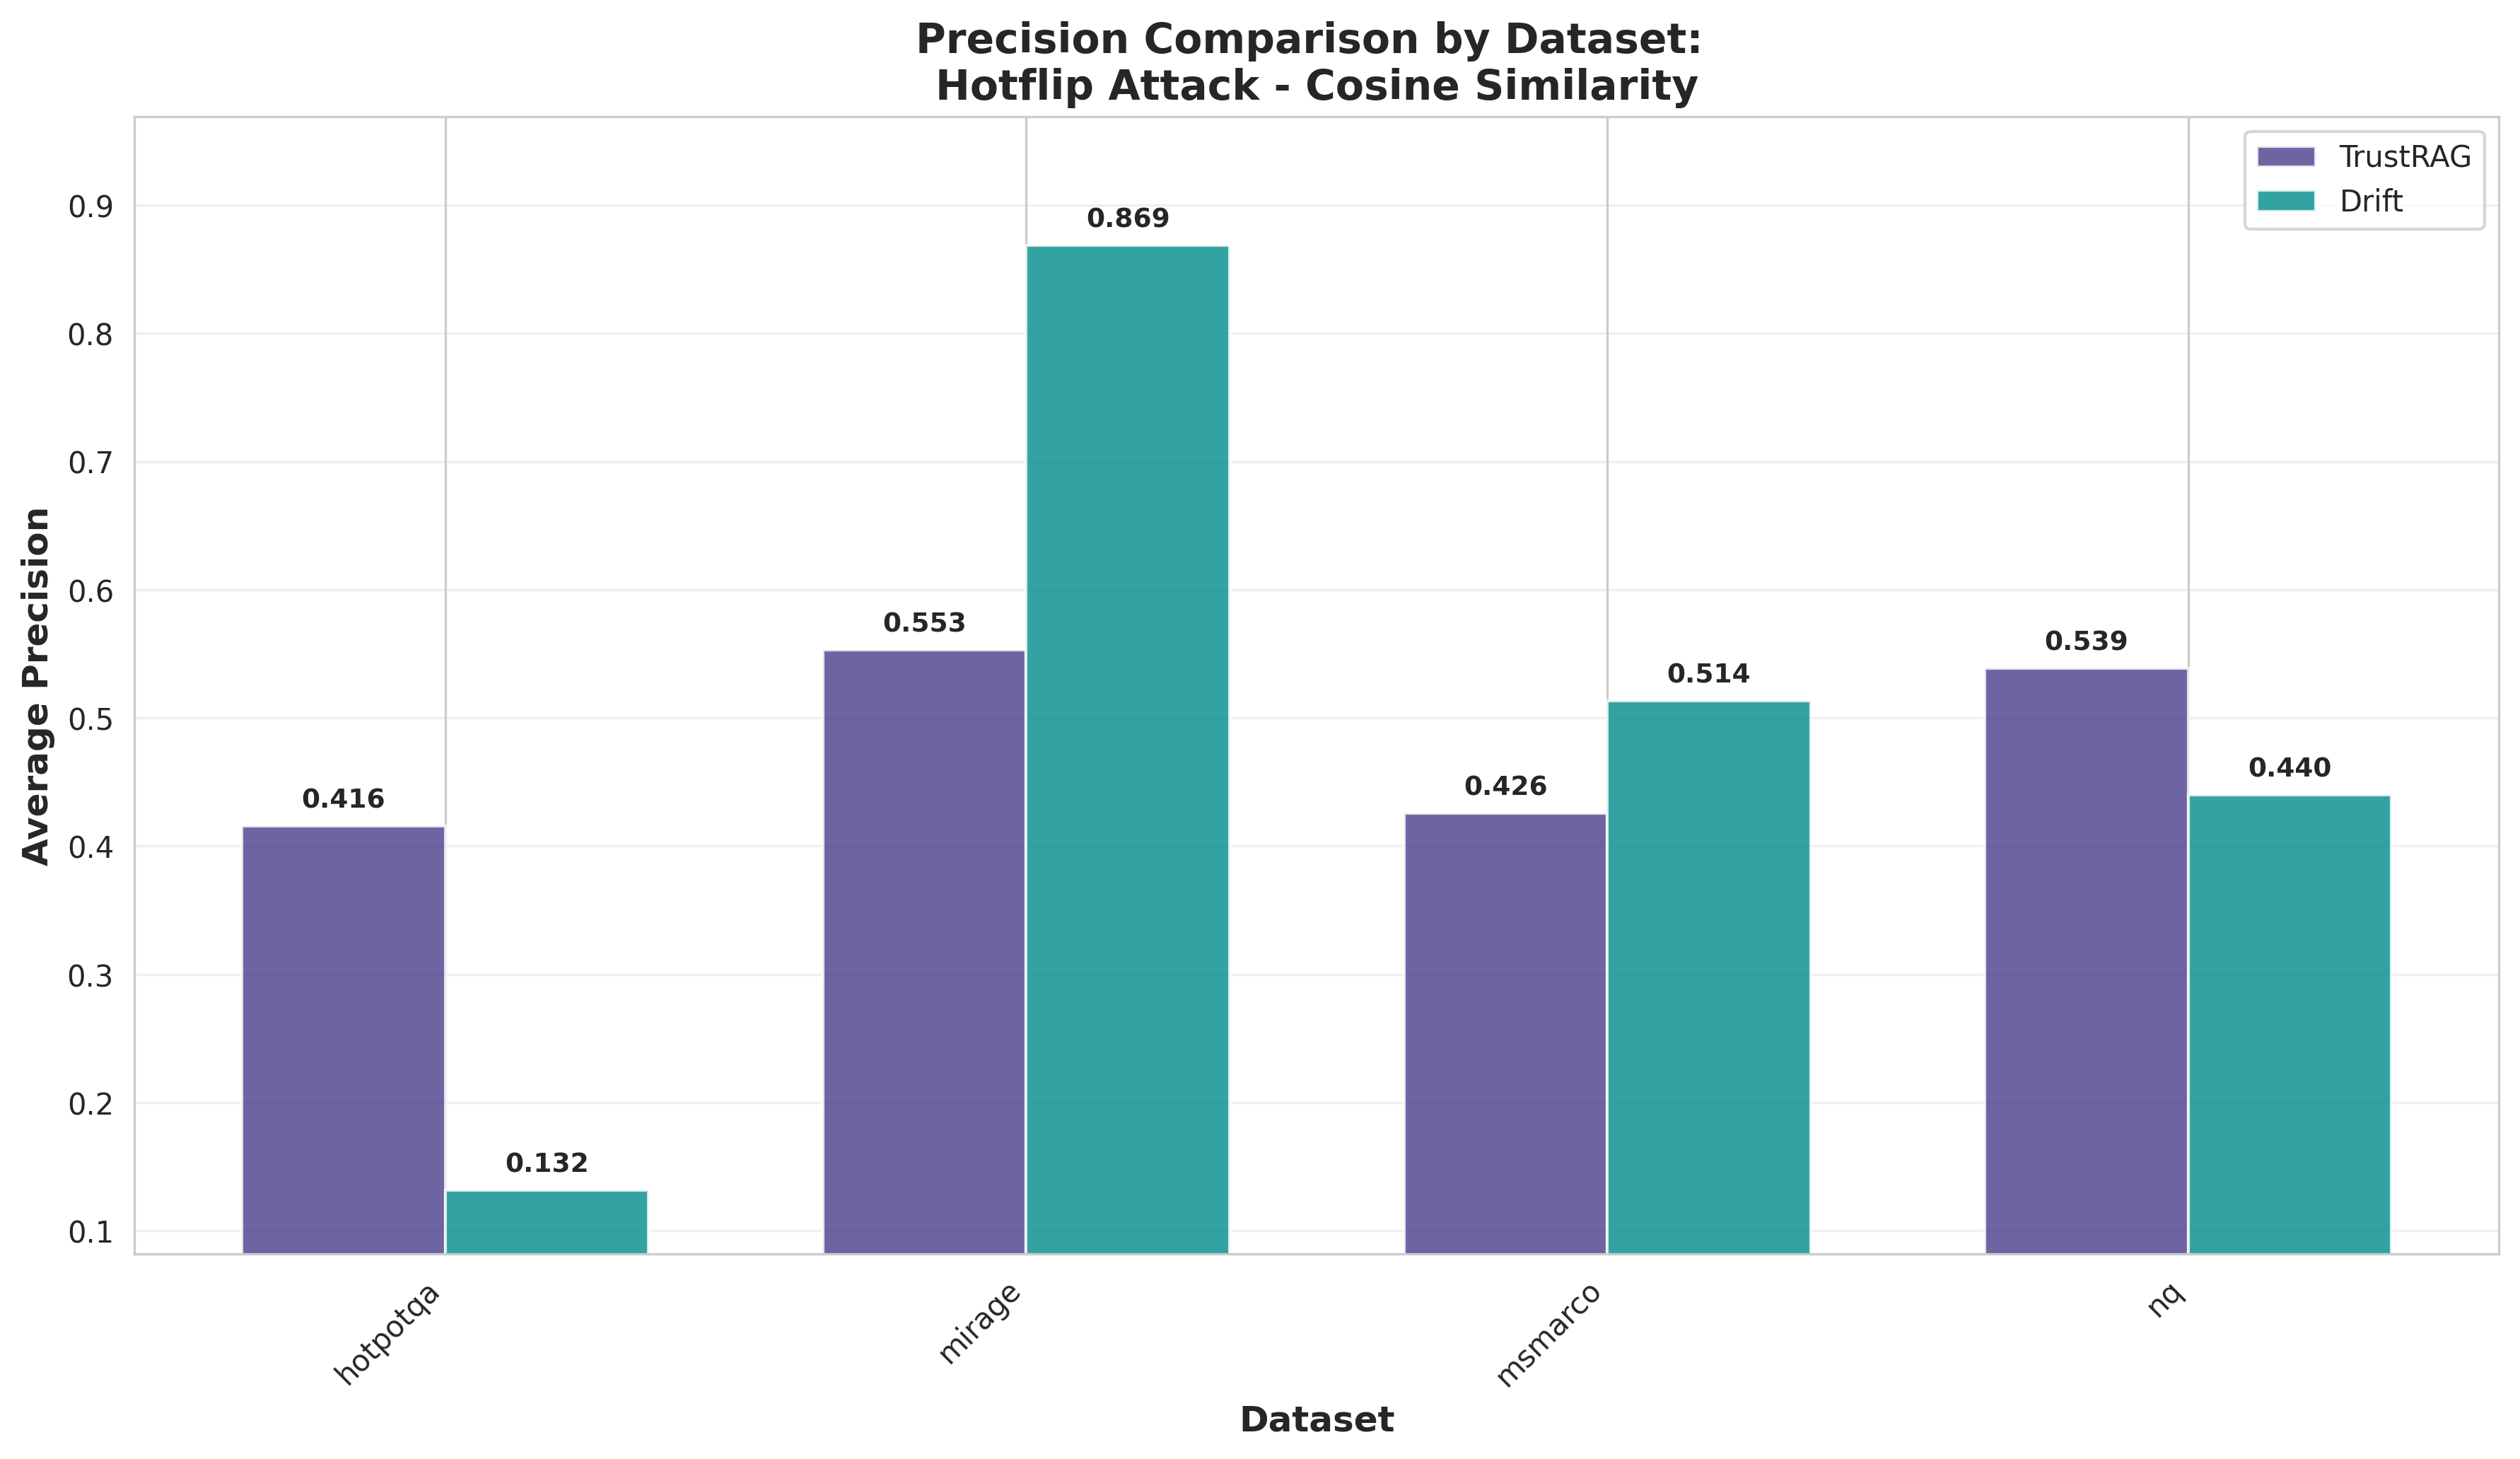 Precision Comparison by Dataset:
Hotflip Attack - Cosine Similarity
TrustRAG
Drift
Average Precision
0.9
0.8
0.7
0.6
0.5
0.4
0.3
0.2
0.1
0.416
0.132
0.553
0.869
0.426
0.514
0.539
0.440
hotpotqa
mirage
msmarco
nq
Dataset